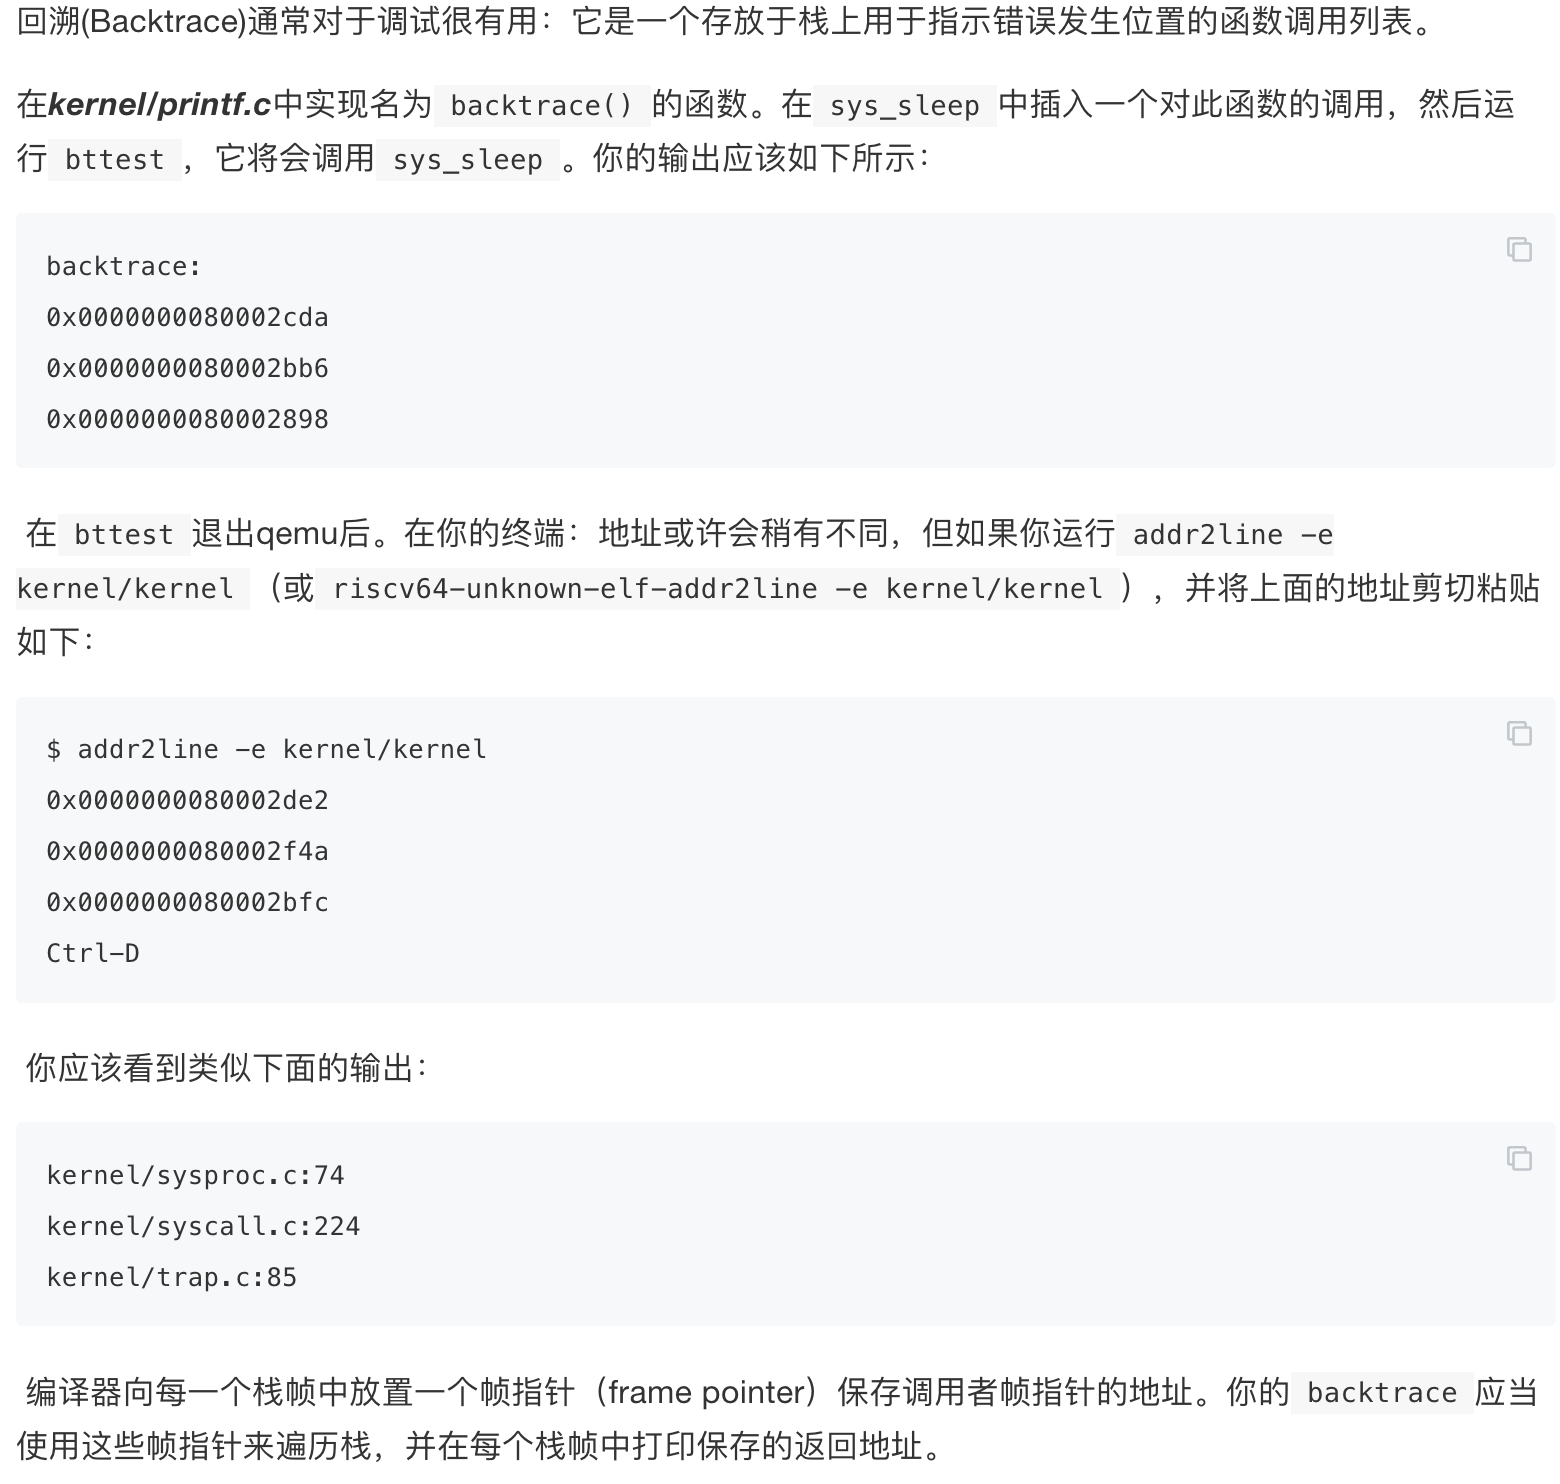 回溯(Backtrace)通常对于调试很有用：它是一个存放于栈上用于指示错误发生位置的函数调用列表。
在kernel/printf.c中实现名为 backtrace() 的函数。在 sys_sleep 中插入一个对此函数的调用，然后运
行 bttest ，它将会调用 sys_sleep 。你的输出应该如下所示：
backtrace:
0x0000000080002cda
0x0000000080002bb6
0x0000000080002898
在 bttest 退出qemu后。在你的终端：地址或许会稍有不同，但如果你运行 addr2line -e
kernel/kernel （或 riscv64-unknown-elf-addr2line -e kernel/kernel ），并将上面的地址剪切粘贴
如下：
$ addr2line -e kernel/kernel
0x0000000080002de2
0x0000000080002f4a
0x0000000080002bfc
Ctrl-D
你应该看到类似下面的输出：
kernel/sysproc.c:74
kernel/syscall.c:224
kernel/trap.c:85
编译器向每一个栈帧中放置一个帧指针（frame pointer）保存调用者帧指针的地址。你的 backtrace 应当
使用这些帧指针来遍历栈，并在每个栈帧中打印保存的返回地址。